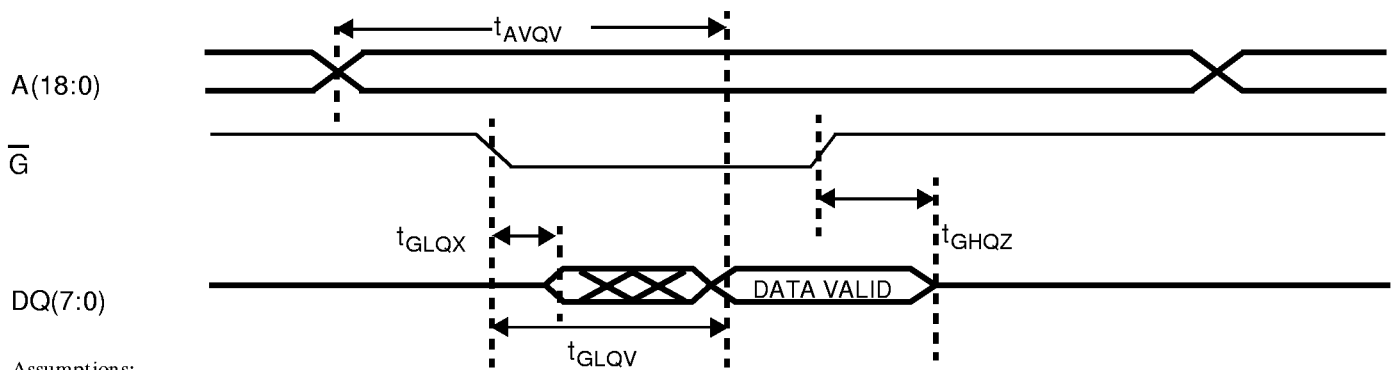 tAVQV
A(18:0)
G̅
tGLQX
tGHQZ
DQ(7:0)
DATA VALID
tGLQV
Assumptions: